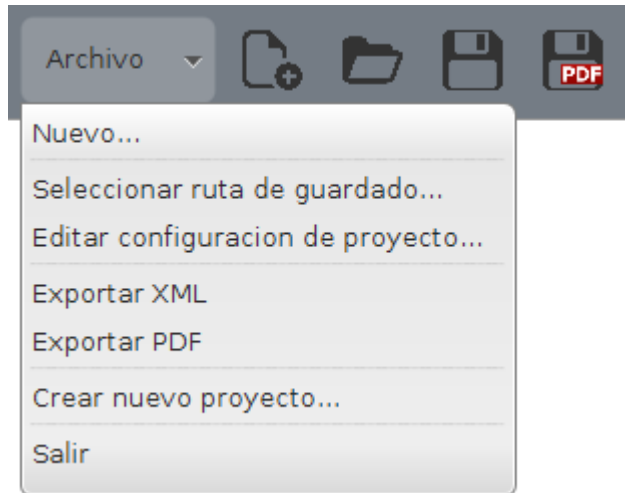 Archivo
PDF
Nuevo...
Seleccionar ruta de guardado...
Editar configuracion de proyecto...
Exportar XML
Exportar PDF
Crear nuevo proyecto...
Salir